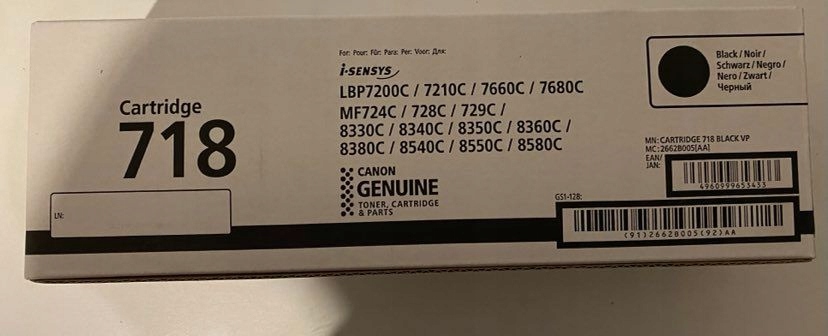 For: Pour: Für: Para: Per: Voor: Для:
i-SENSYS
LBP7200C / 7210C / 7660C / 7680C
MF724C / 728C / 729C /
8330C / 8340C / 8350C / 8360C /
8380C / 8540C / 8550C / 8580C
Cartridge
718
CANON
GENUINE
TONER, CARTRIDGE
& PARTS
LN:
Black / Noir /
Schwarz / Negro /
Nero / Zwart /
Черный
MN: CARTRIDGE 718 BLACK VP
MC: 2662B005[AA]
EAN/
JAN:
4960999653433
GS1-128:
(91)2662B005(92)AA